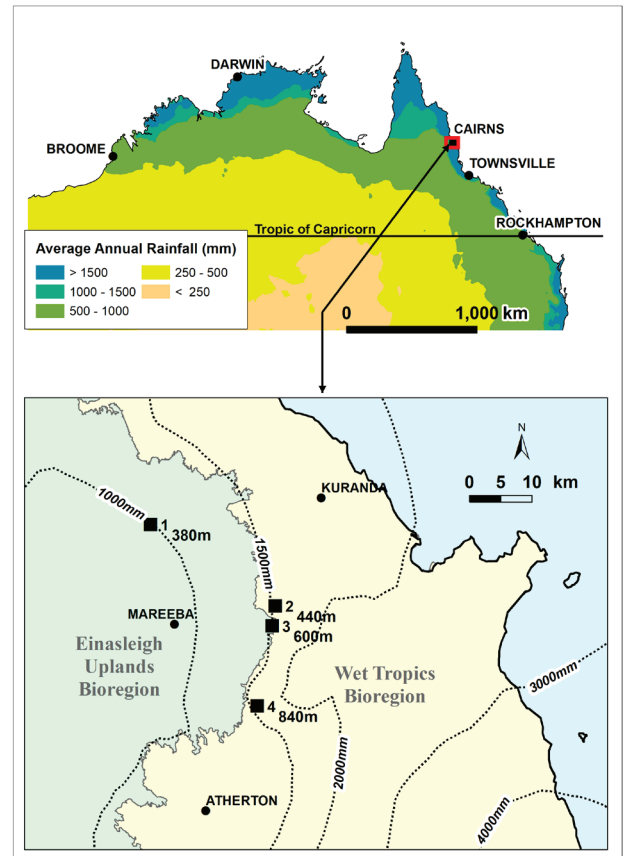 DARWIN
CAIRNS
BROOME
TOWNSVILLE
Tropic of Capricorn
ROCKHAMPTON
Average Annual Rainfall (mm)
> 1500
250 - 500
1000 - 1500
< 250
500 - 1000
0
1,000 km
N
KURANDA
0 5 10 km
1000mm
1
380m
1500mm
2
440m
MAREEBA
3
600m
Einasleigh
Uplands
Bioregion
Wet Tropics
Bioregion
3000mm
4
840m
2000mm
ATHERTON
4000mm